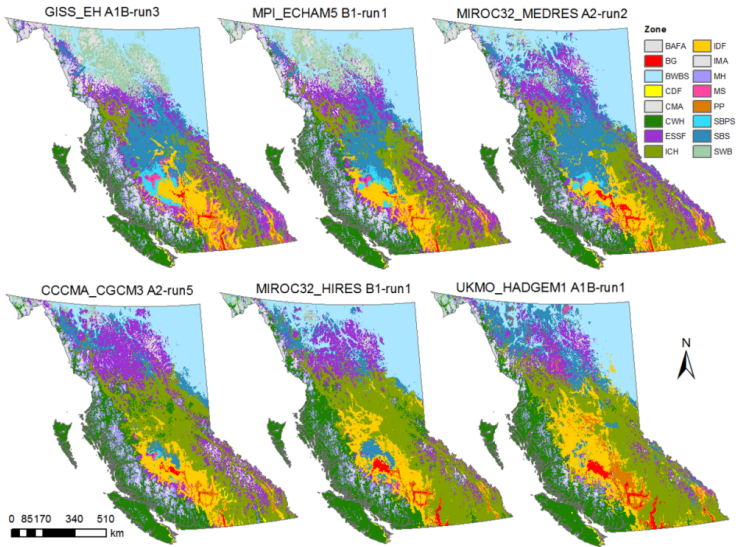 GISS_EH A1B-run3
MPI_ECHAM5 B1-run1
MIROC32_MEDRES A2-run2
Zone
BAFA IDF
BG IMA
BWBS MH
CDF MS
CMA PP
CWH SBPS
ESSF SBS
ICH SWB
CCCMA_CGCM3 A2-run5
MIROC32_HIRES B1-run1
UKMO_HADGEM1 A1B-run1
N
0 85 170 340 510
km